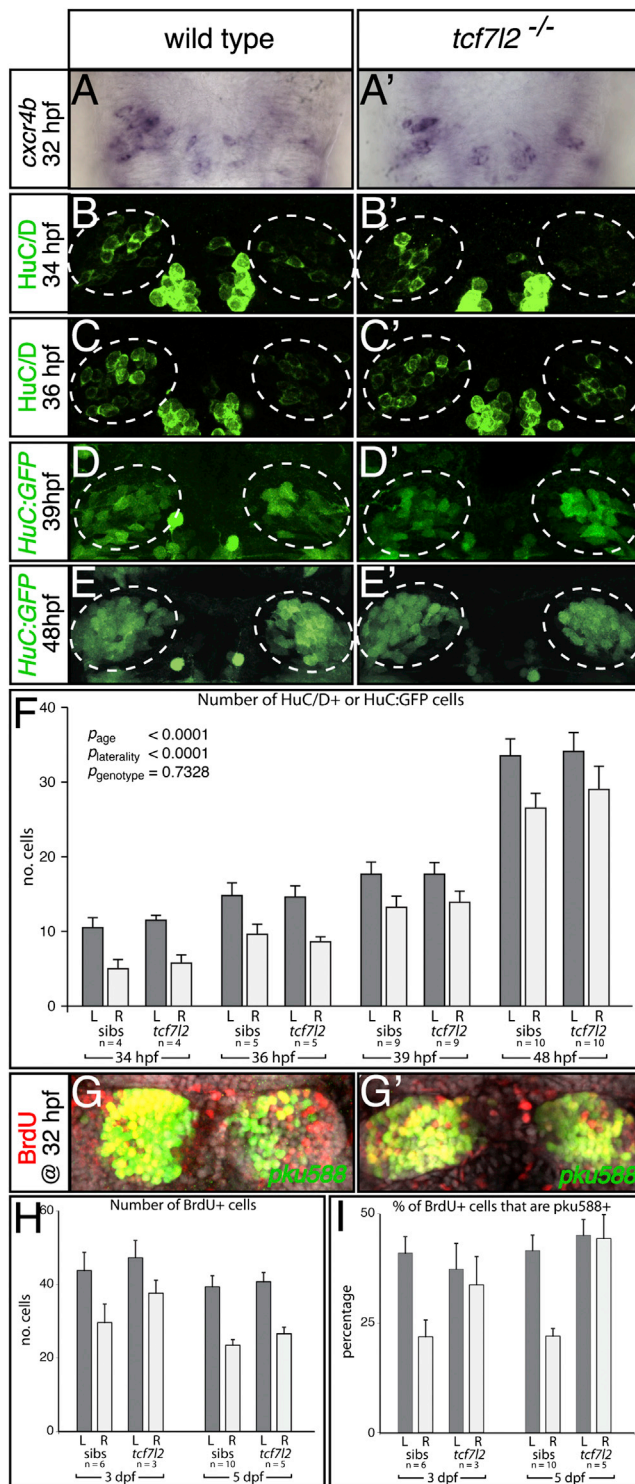 wild type
tcf7l2 -/-
cxcr4b
32 hpf
A
A'
HuC/D
34 hpf
B
B'
HuC/D
36 hpf
C
C'
HuC:GFP
39hpf
D
D'
HuC:GFP
48hpf
E
E'
F
Number of HuC/D+ or HuC:GFP cells
no. cells
40
30
20
10
0
page < 0.0001
platerality < 0.0001
pgenotype = 0.7328
L R L R L R L R L R L R L R L R
sibs tcf7l2 sibs tcf7l2 sibs tcf7l2 sibs tcf7l2
n = 4 n = 4 n = 5 n = 5 n = 9 n = 9 n = 10 n = 10
34 hpf 36 hpf 39 hpf 48 hpf
BrdU
@ 32 hpf
G
pku588
G'
pku588
H
Number of BrdU+ cells
no. cells
60
40
20
0
L R L R L R L R
sibs tcf7l2 sibs tcf7l2
n = 6 n = 3 n = 10 n = 5
3 dpf 5 dpf
I
% of BrdU+ cells that are pku588+
percentage
50
25
0
L R L R L R L R
sibs tcf7l2 sibs tcf7l2
n = 6 n = 3 n = 10 n = 5
3 dpf 5 dpf